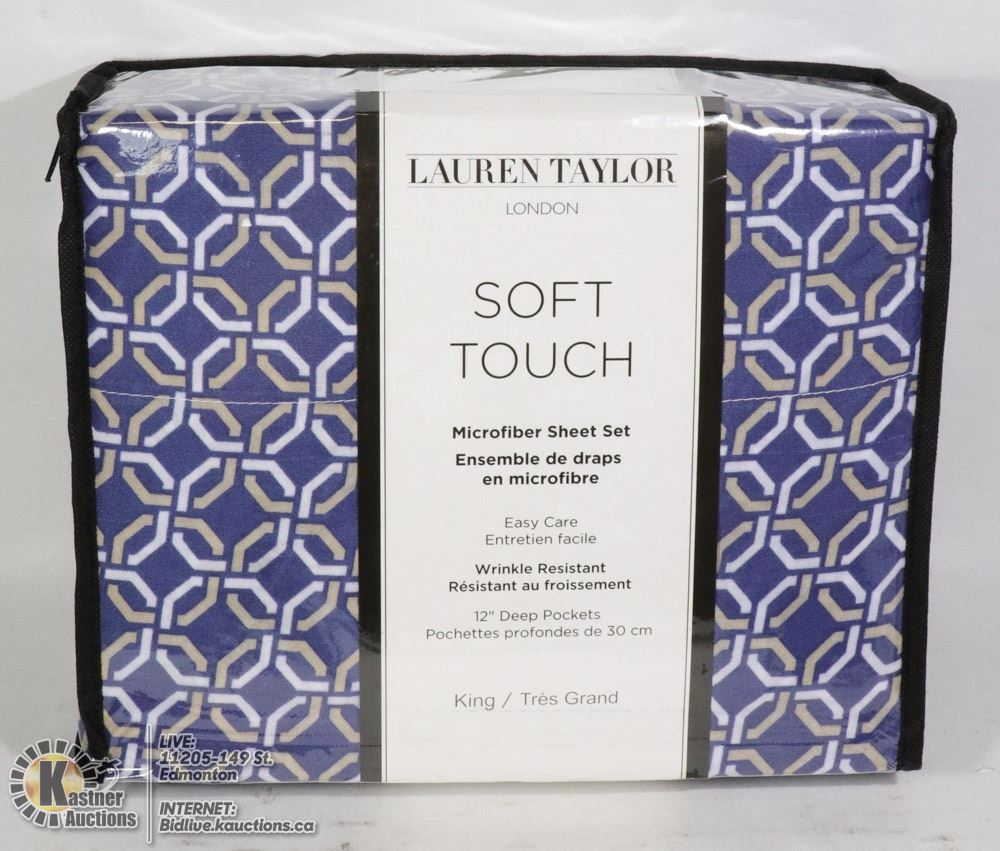 LAUREN TAYLOR
LONDON
SOFT
TOUCH
Microfiber Sheet Set
Ensemble de draps
en microfibre
Easy Care
Entretien facile
Wrinkle Resistant
Résistant au froissement
12" Deep Pockets
Pochettes profondes de 30 cm
King / Très Grand
Kastner
Auctions
LIVE:
11205-149 St.
Edmonton
INTERNET:
Bidlive.kauctions.ca